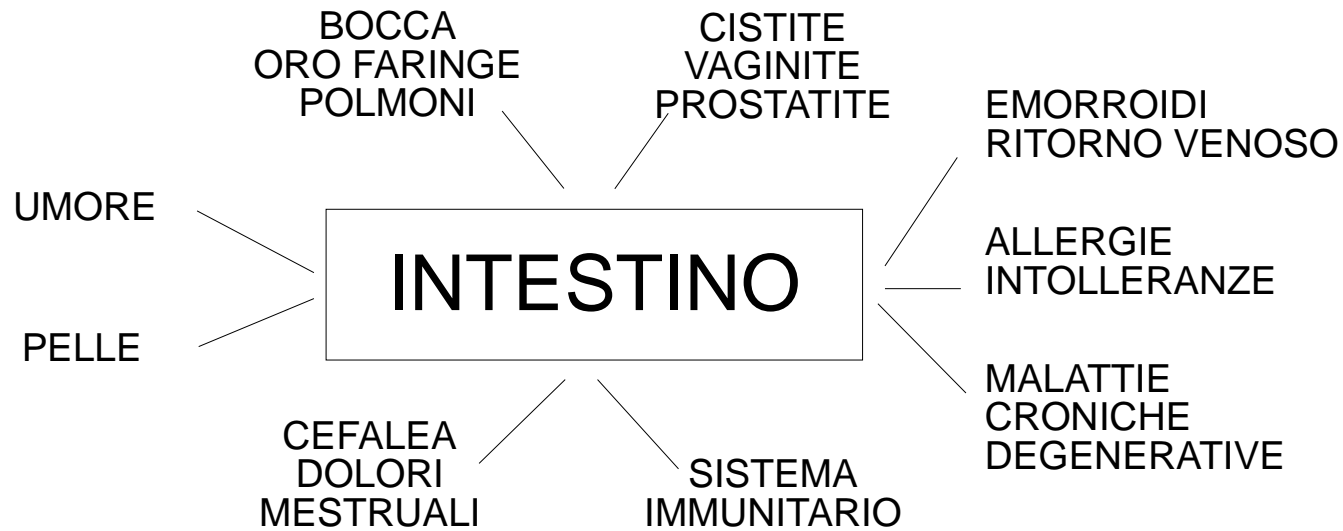 BOCCA
ORO FARINGE
POLMONI
CISTITE
VAGINITE
PROSTATITE
EMORROIDI
RITORNO VENOSO
UMORE
INTESTINO
ALLERGIE
INTOLLERANZE
PELLE
MALATTIE
CRONICHE
DEGENERATIVE
CEFALEA
DOLORI
MESTRUALI
SISTEMA
IMMUNITARIO